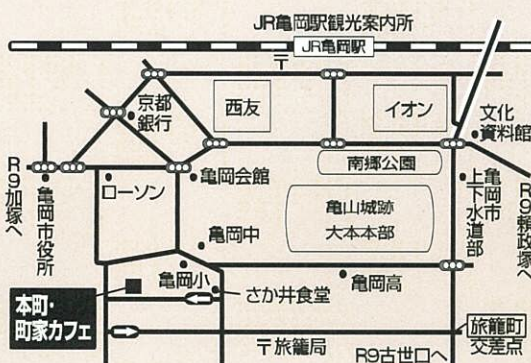 JR亀岡駅観光案内所
JR亀岡駅
〒
京都
銀行
西友
イオン
文化
資料館
南郷公園
R9加塚へ
亀岡市役所
ローソン
亀岡会館
亀山城跡
大本本部
亀岡市
上下水道部
R9頼政塚へ
亀岡中
亀岡小
さか井食堂
亀岡高
本町・
町家カフェ
〒旅籠局
R9古世口へ
旅籠町
交差点